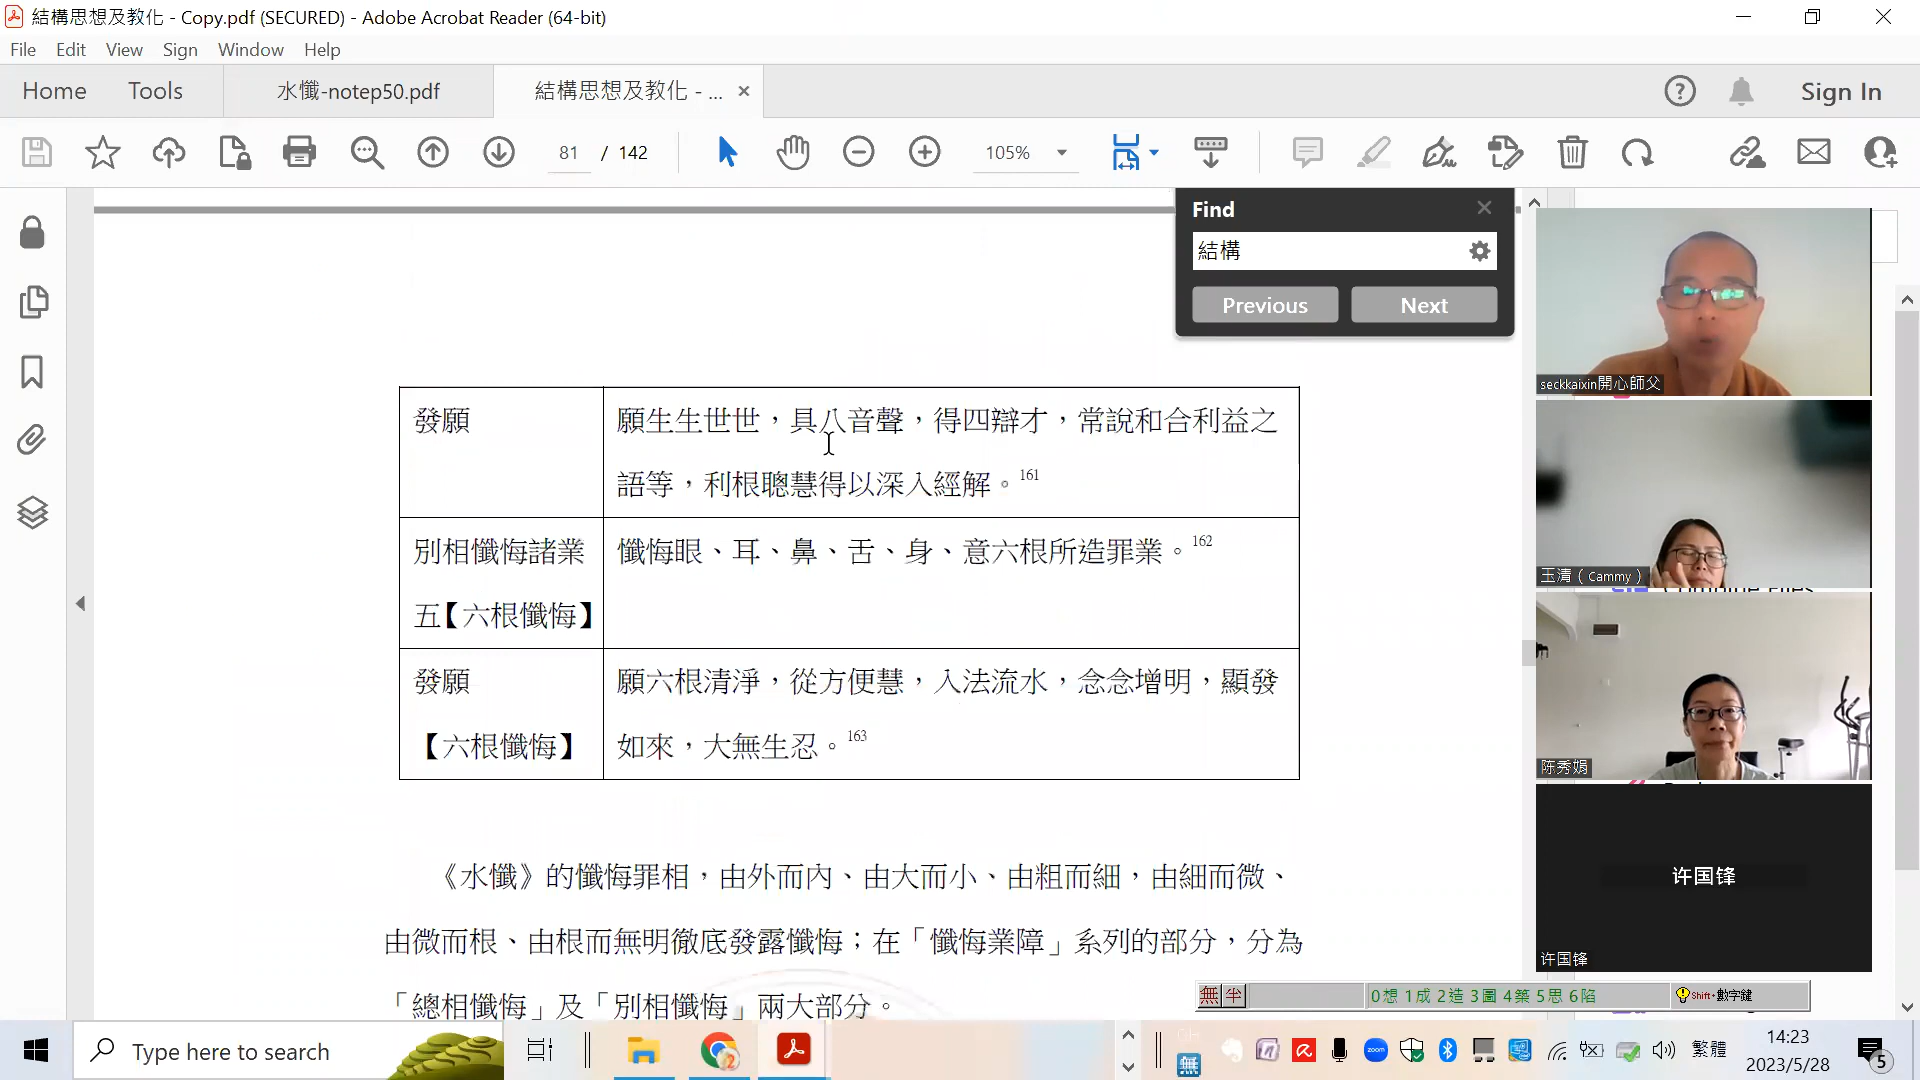 結構思想及教化 - Copy.pdf (SECURED) - Adobe Acrobat Reader (64-bit)
File Edit View Sign Window Help
Home Tools 水懺-notep50.pdf 結構思想及教化 - ... × Sign In
81 / 142 105%
Find
結構
Previous Next
發願
願生生世世，具八音聲，得四辯才，常說和合利益之
語等，利根聰慧得以深入經解。161
別相懺悔諸業
五【六根懺悔】
懺悔眼、耳、鼻、舌、身、意六根所造罪業。162
發願
【六根懺悔】
願六根清淨，從方便慧，入法流水，念念增明，顯發
如來，大無生忍。163
《水懺》的懺悔罪相，由外而內、由大而小、由粗而細，由細而微、
由微而根、由根而無明徹底發露懺悔；在「懺悔業障」系列的部分，分為
「總相懺悔」及「別相懺悔」兩大部分。
seckkaixin開心師父
玉清（Cammy）
陈秀娟
许国锋
许国锋
無 半 0想 1成 2造 3圖 4築 5思 6陷 Shift-數字鍵
Type here to search
無
zoom
繁體
14:23
2023/5/28
5